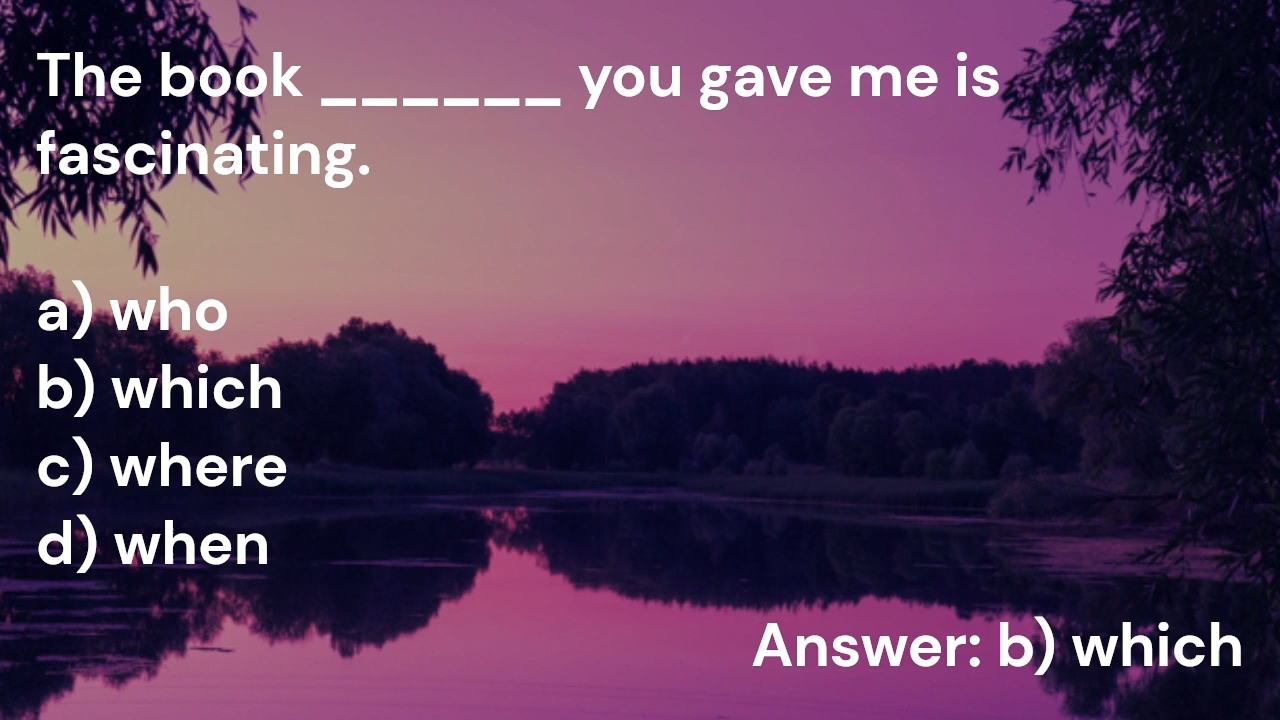 The book ______ you gave me is
fascinating.
a) who
b) which
c) where
d) when
Answer: b) which